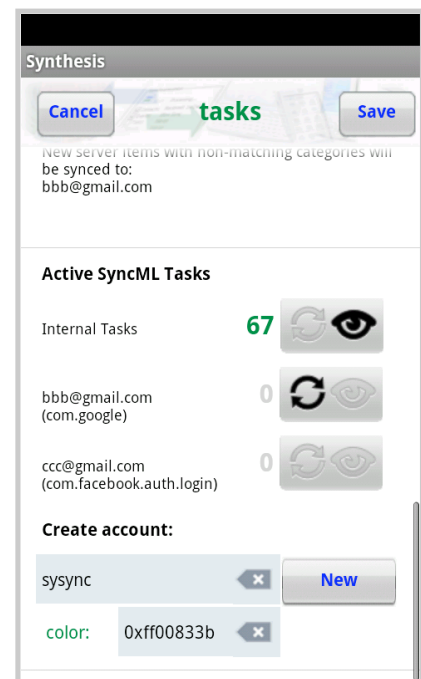 Synthesis
Cancel
tasks
Save
New server items with non-matching categories will
be synced to:
bbb@gmail.com
Active SyncML Tasks
Internal Tasks
67
bbb@gmail.com
(com.google)
0
ccc@gmail.com
(com.facebook.auth.login)
0
Create account:
sysync
New
color:
0xff00833b